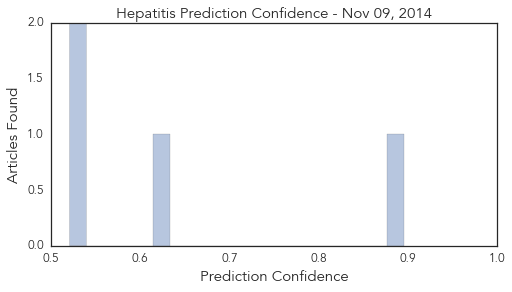 Hepatitis Prediction Confidence - Nov 09, 2014
Articles Found
2.0
1.5
1.0
0.5
0.0
0.5 0.6 0.7 0.8 0.9 1.0
Prediction Confidence